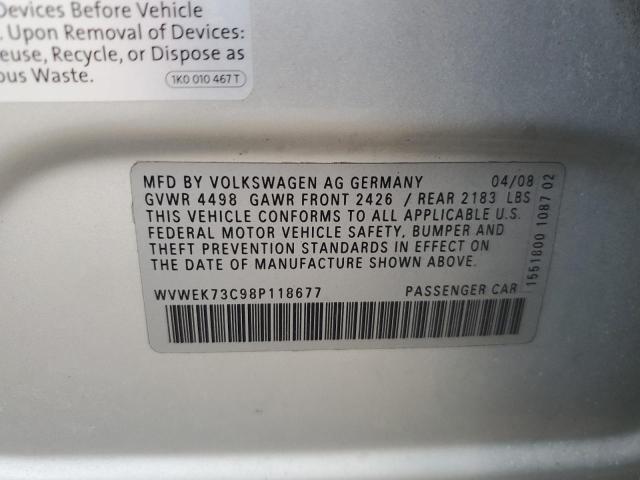 Devices Before Vehicle
. Upon Removal of Devices:
euse, Recycle, or Dispose as
ous Waste.
1K0 010 467 T
MFD BY VOLKSWAGEN AG GERMANY 04/08
GVWR 4498 GAWR FRONT 2426 / REAR 2183 LBS
THIS VEHICLE CONFORMS TO ALL APPLICABLE U.S.
FEDERAL MOTOR VEHICLE SAFETY, BUMPER AND
THEFT PREVENTION STANDARDS IN EFFECT ON
THE DATE OF MANUFACTURE SHOWN ABOVE.
WVWEK73C98P118677 PASSENGER CAR
1551800 1087 02